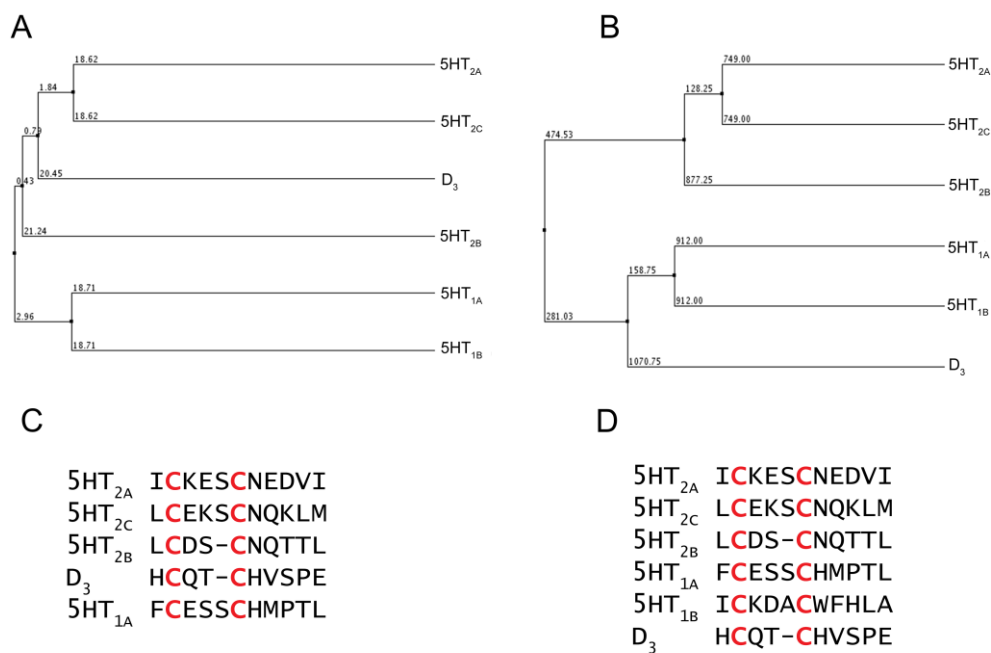 A
18.62
5HT2A
1.84
18.62
5HT2C
0.79
20.45
D3
0.43
21.24
5HT2B
18.71
5HT1A
2.96
18.71
5HT1B
B
749.00
5HT2A
128.25
749.00
5HT2C
474.53
877.25
5HT2B
912.00
5HT1A
158.75
912.00
5HT1B
281.03
1070.75
D3
C
5HT2A ICKESCNEDVI
5HT2C LCEKSCNQKLM
5HT2B LCDS-CNQTTL
D3 HCQT-CHVSPE
5HT1A FCESSCHMPTL
D
5HT2A ICKESCNEDVI
5HT2C LCEKSCNQKLM
5HT2B LCDS-CNQTTL
5HT1A FCESSCHMPTL
5HT1B ICKDACWFHLA
D3 HCQT-CHVSPE